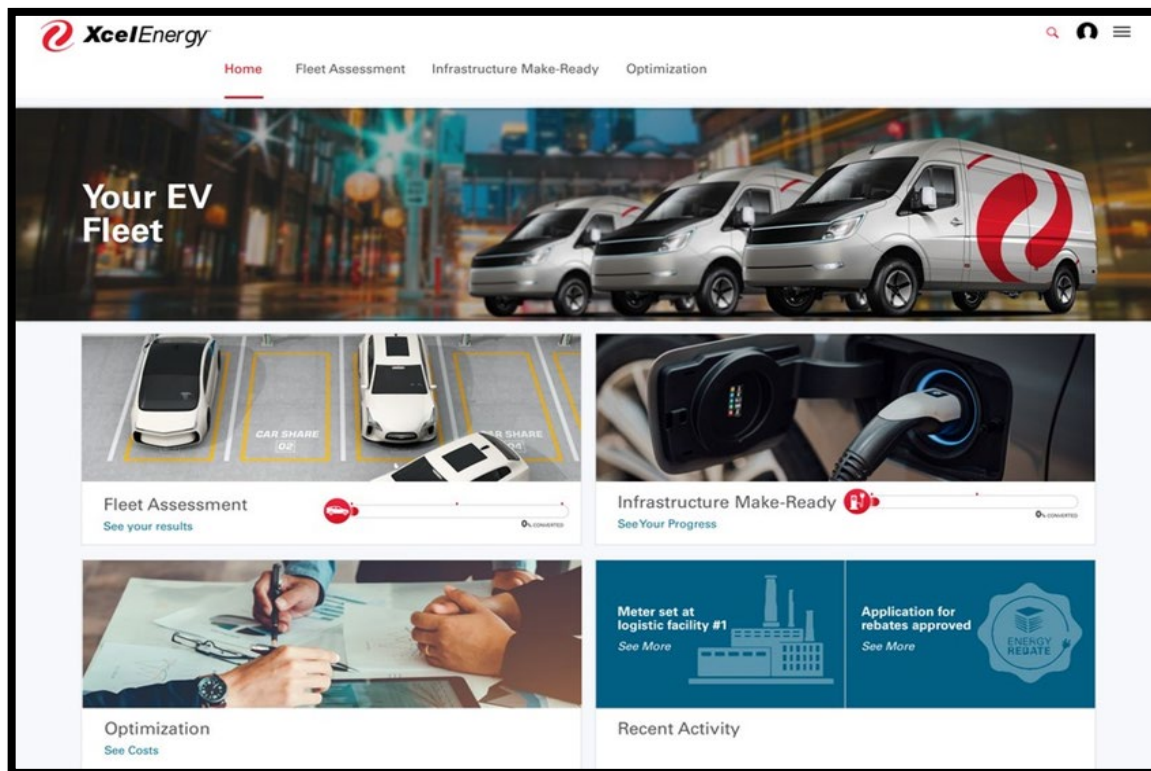 XcelEnergy
Home Fleet Assessment Infrastructure Make-Ready Optimization
Your EV
Fleet
CAR SHARE
02
CAR SHARE
04
Fleet Assessment
See your results
0% CONVERTED
Infrastructure Make-Ready
See Your Progress
0% CONVERTED
Meter set at
logistic facility #1
See More
Application for
rebates approved
See More
ENERGY
REBATE
Optimization
See Costs
Recent Activity